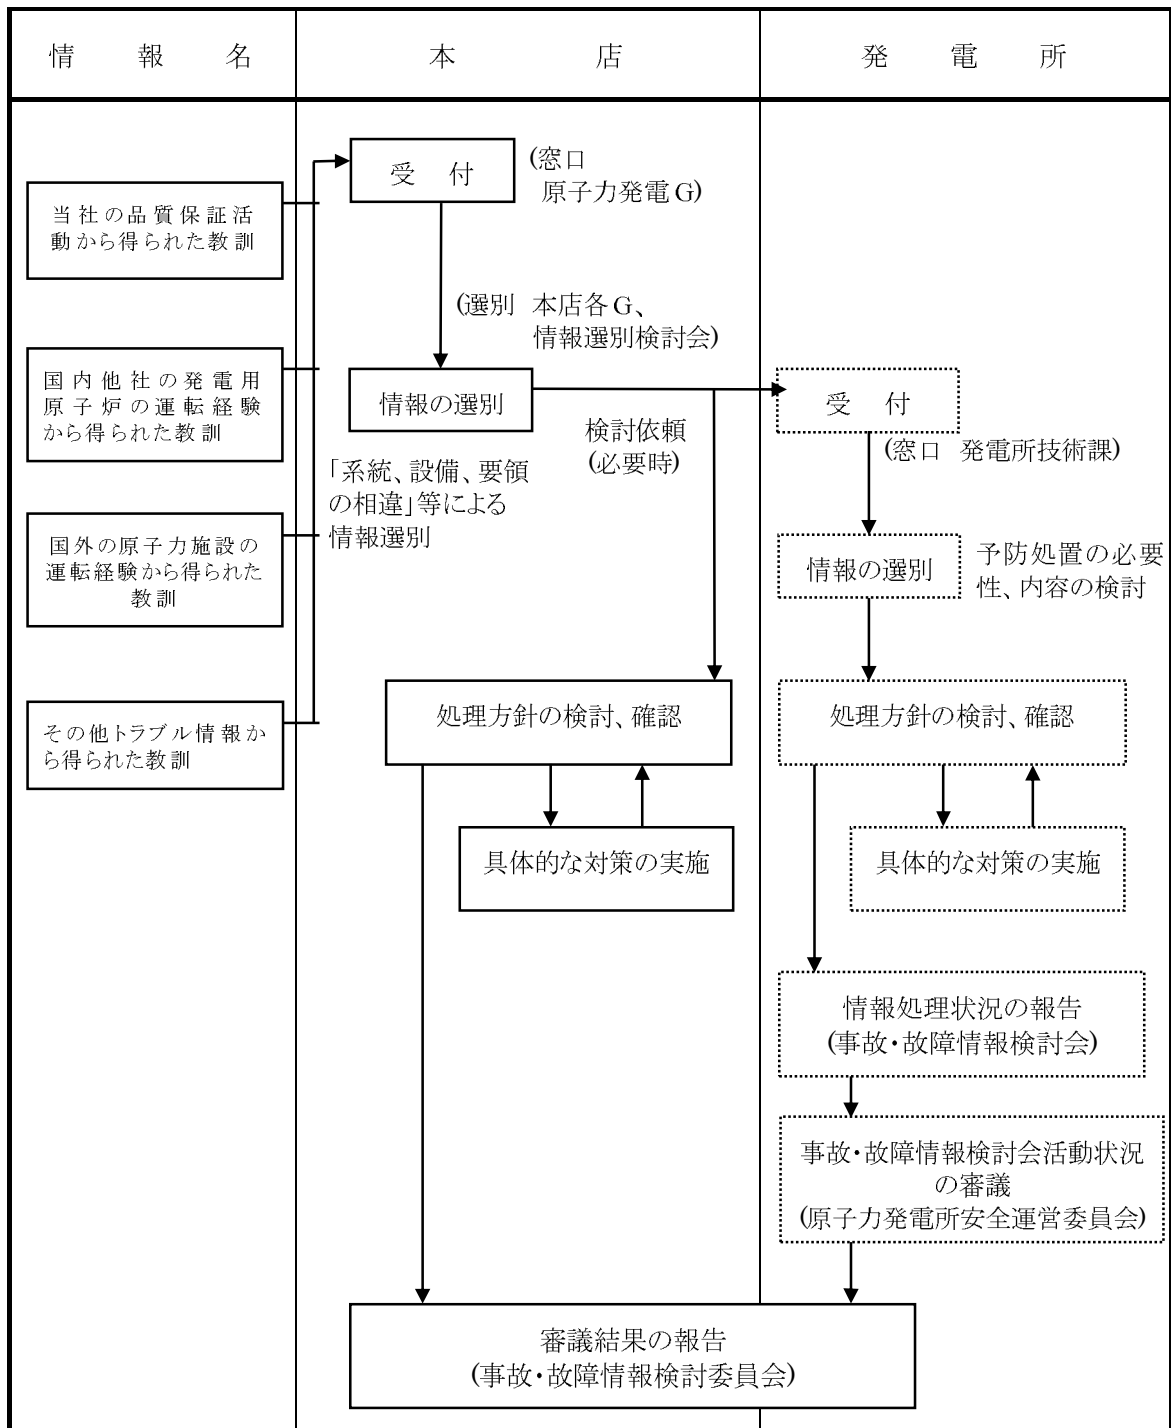 情報名
本店
発電所
当社の品質保証活
動から得られた教訓
国内他社の発電用
原子炉の運転経験
から得られた教訓
国外の原子力施設の
運転経験から得られた
教訓
その他トラブル情報か
ら得られた教訓
受付
(窓口
原子力発電G)
(選別 本店各G、
情報選別検討会)
情報の選別
「系統、設備、要領
の相違」等による
情報選別
検討依頼
(必要時)
処理方針の検討、確認
具体的な対策の実施
受付
(窓口 発電所技術課)
情報の選別
予防処置の必要
性、内容の検討
処理方針の検討、確認
具体的な対策の実施
情報処理状況の報告
(事故・故障情報検討会)
事故・故障情報検討会活動状況
の審議
(原子力発電所安全運営委員会)
審議結果の報告
(事故・故障情報検討委員会)